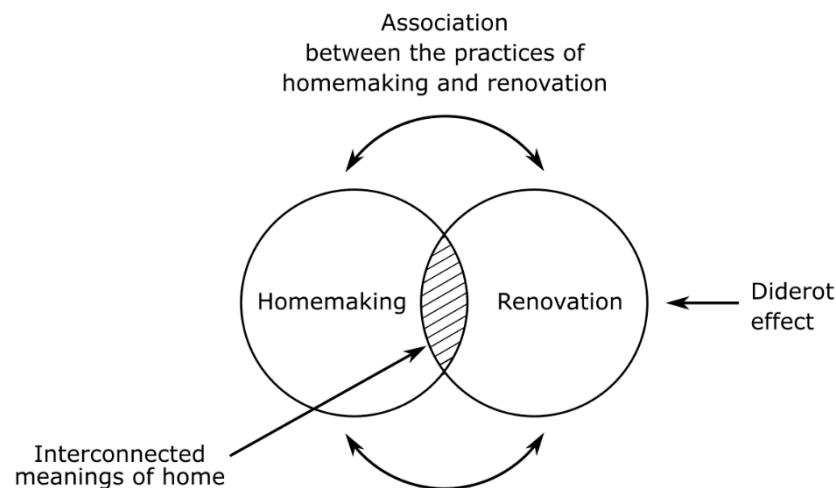 Association
between the practices of
homemaking and renovation
Homemaking
Renovation
Diderot
effect
Interconnected
meanings of home